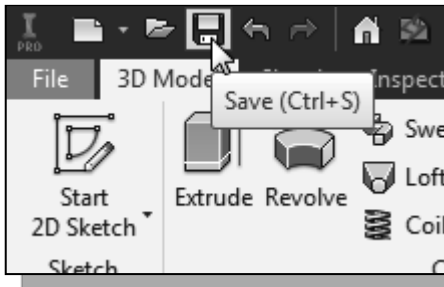 I
PRO
File
3D Mode
Inspect
Save (Ctrl+S)
Start
2D Sketch
Extrude
Revolve
Swe
Loft
Coil
Sketch